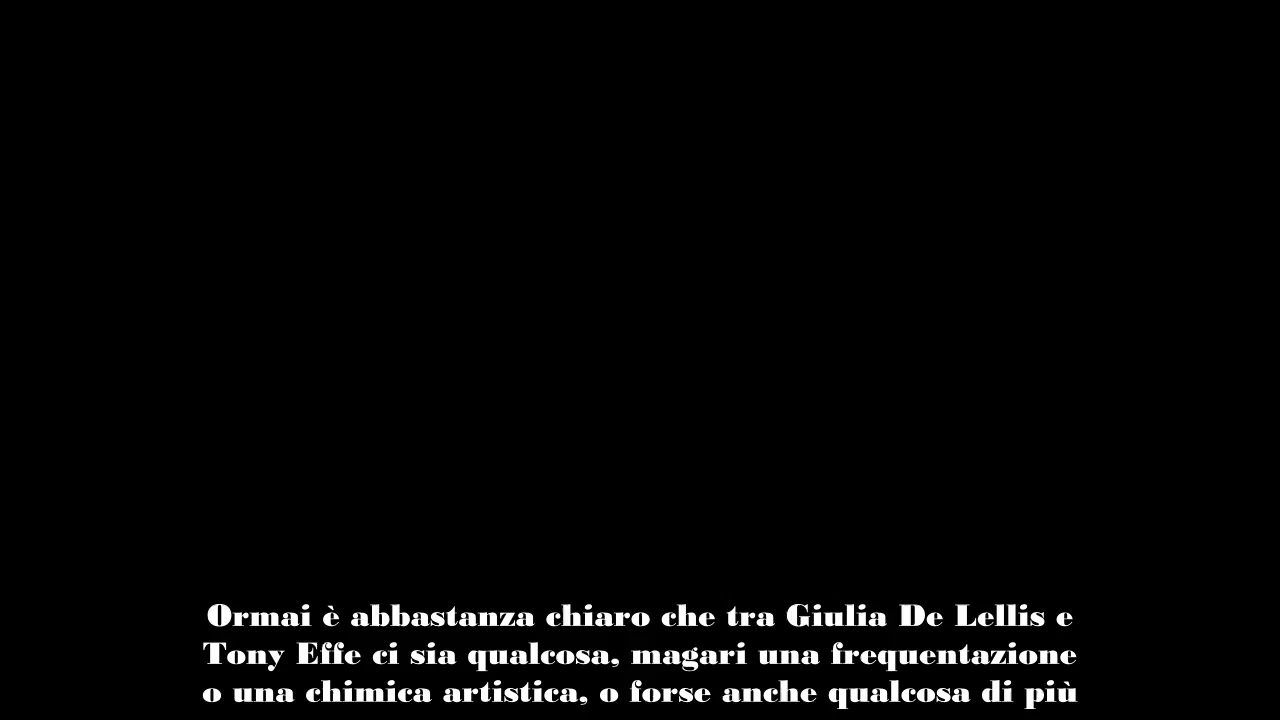 Ormai è abbastanza chiaro che tra Giulia De Lellis e
Tony Effe ci sia qualcosa, magari una frequentazione
o una chimica artistica, o forse anche qualcosa di più